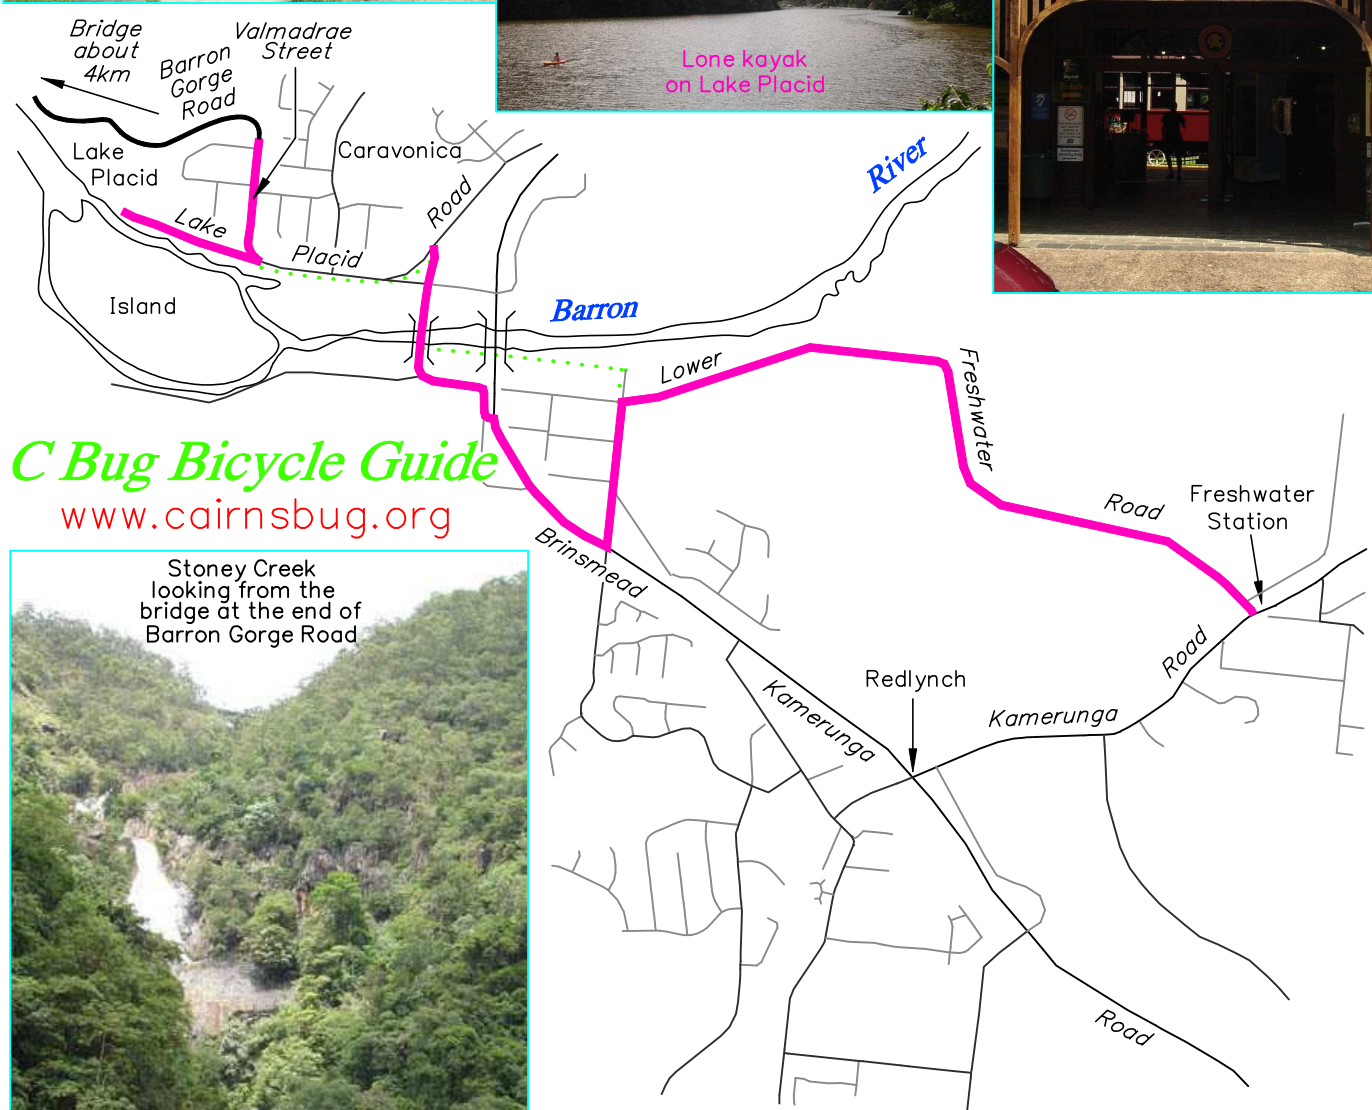 Bridge
about
4km
Valmadrae
Street
Barron
Gorge
Road
Lone kayak
on Lake Placid
Lake
Placid
Caravonica
River
Road
Lake
Placid
Island
Barron
Lower
Freshwater
C Bug Bicycle Guide
www.cairnsbug.org
Road
Freshwater
Station
Brinsmead
Stoney Creek
looking from the
bridge at the end of
Barron Gorge Road
Road
Redlynch
Kamerunga
Kamerunga
Road